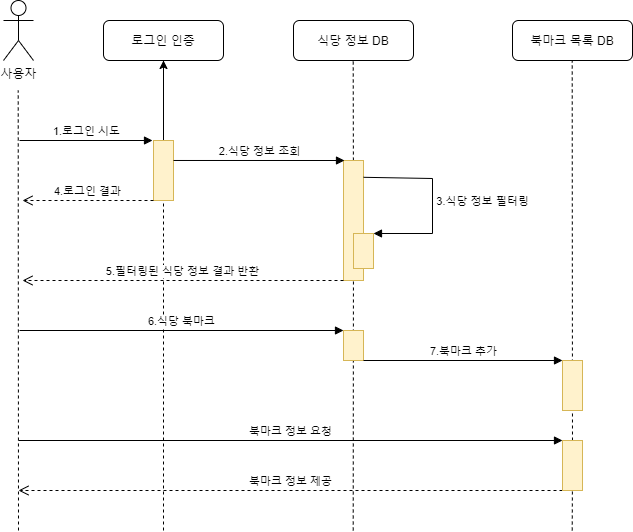 로그인 인증
식당 정보 DB
북마크 목록 DB
사용자
1.로그인 시도
2.식당 정보 조회
4.로그인 결과
3.식당 정보 필터링
5.필터링된 식당 정보 결과 반환
6.식당 북마크
7.북마크 추가
북마크 정보 요청
북마크 정보 제공